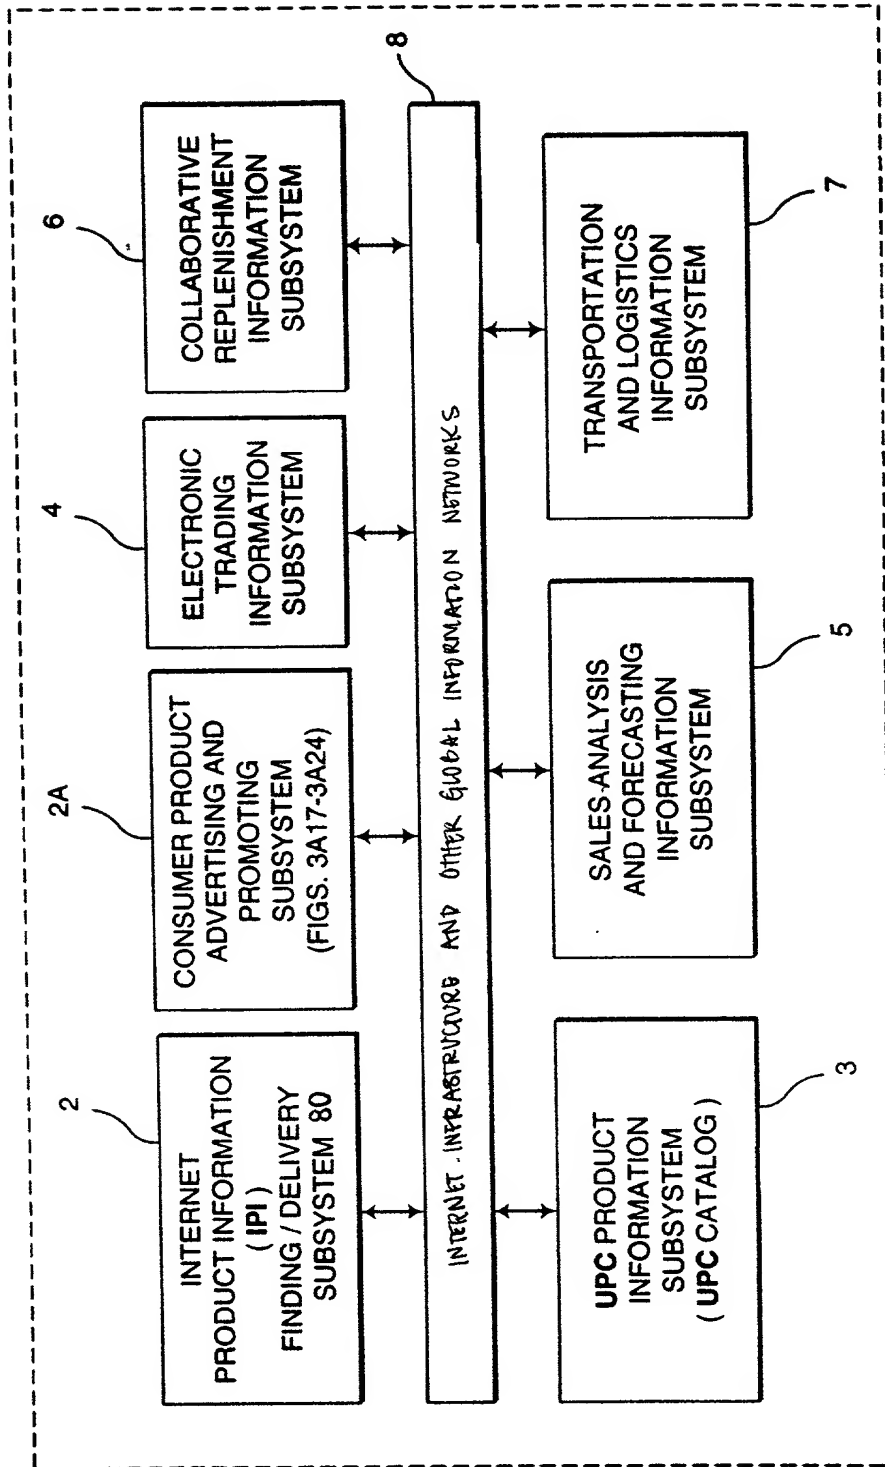 2
INTERNET
PRODUCT INFORMATION
( IPI )
FINDING / DELIVERY
SUBSYSTEM 80
2A
CONSUMER PRODUCT
ADVERTISING AND
PROMOTING
SUBSYSTEM
(FIGS. 3A17-3A24)
4
ELECTRONIC
TRADING
INFORMATION
SUBSYSTEM
6
COLLABORATIVE
REPLENISHMENT
INFORMATION
SUBSYSTEM
8
INTERNET INFRASTRUCTURE AND OTHER GLOBAL INFORMATION NETWORKS
UPC PRODUCT
INFORMATION
SUBSYSTEM
( UPC CATALOG )
3
SALES-ANALYSIS
AND FORECASTING
INFORMATION
SUBSYSTEM
5
TRANSPORTATION
AND LOGISTICS
INFORMATION
SUBSYSTEM
7